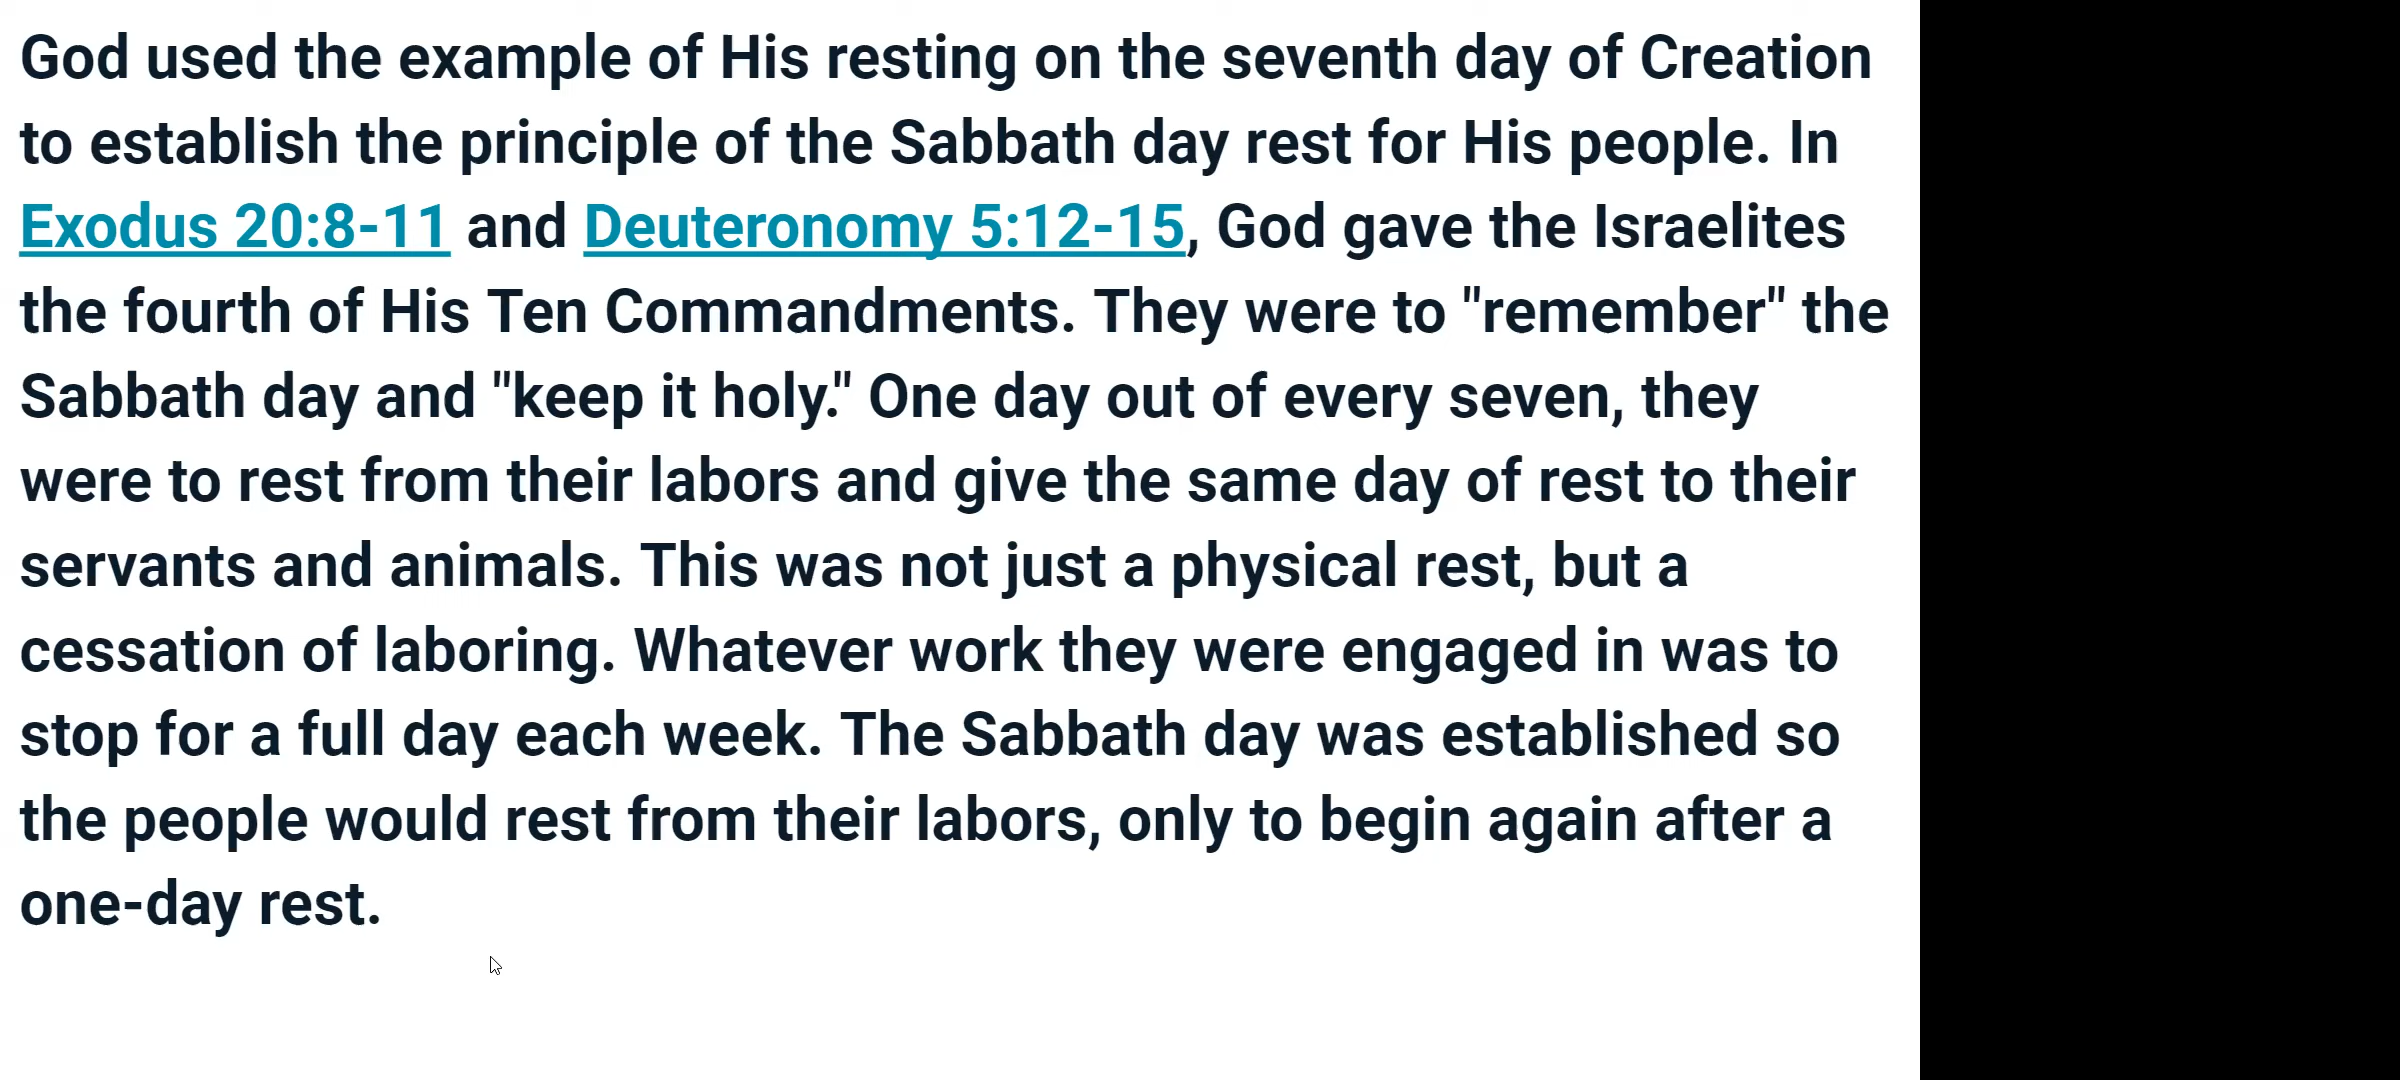 God used the example of His resting on the seventh day of Creation
to establish the principle of the Sabbath day rest for His people. In
Exodus 20:8-11 and Deuteronomy 5:12-15, God gave the Israelites
the fourth of His Ten Commandments. They were to "remember" the
Sabbath day and "keep it holy." One day out of every seven, they
were to rest from their labors and give the same day of rest to their
servants and animals. This was not just a physical rest, but a
cessation of laboring. Whatever work they were engaged in was to
stop for a full day each week. The Sabbath day was established so
the people would rest from their labors, only to begin again after a
one-day rest.